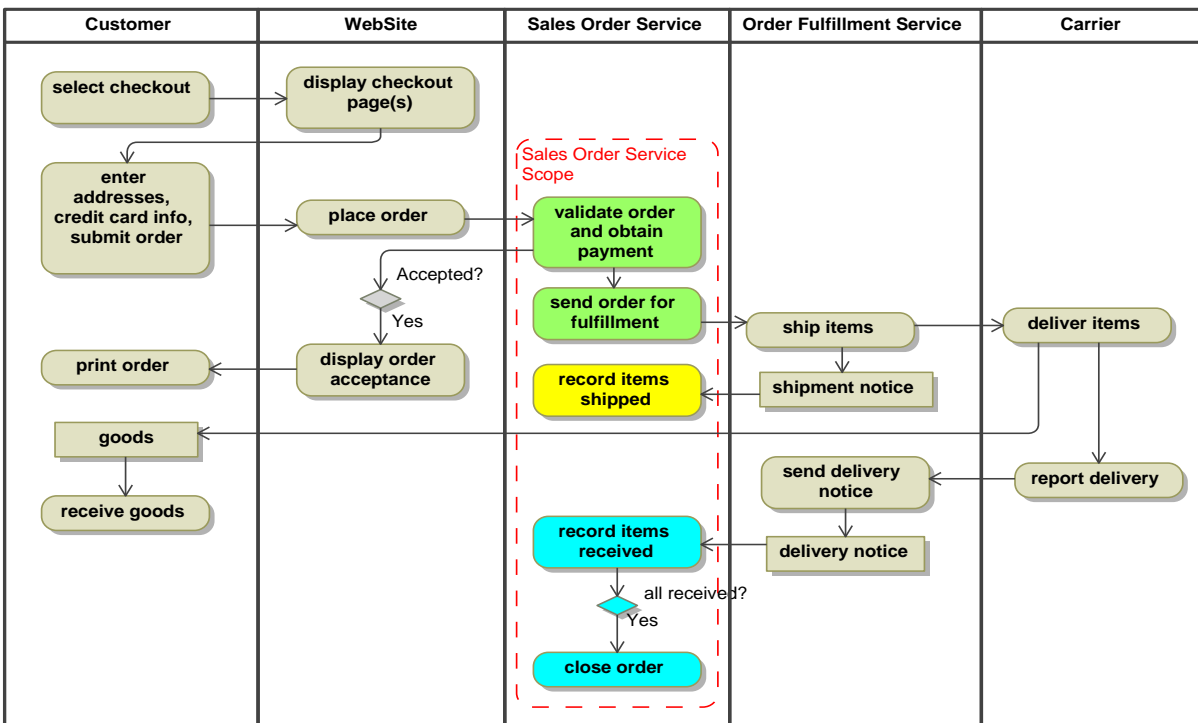 Customer
WebSite
Sales Order Service
Order Fulfillment Service
Carrier
select checkout
display checkout
page(s)
Sales Order Service
Scope
enter
addresses,
credit card info,
submit order
place order
validate order
and obtain
payment
Accepted?
Yes
send order for
fulfillment
ship items
deliver items
print order
display order
acceptance
record items
shipped
shipment notice
goods
send delivery
notice
report delivery
receive goods
record items
received
delivery notice
all received?
Yes
close order